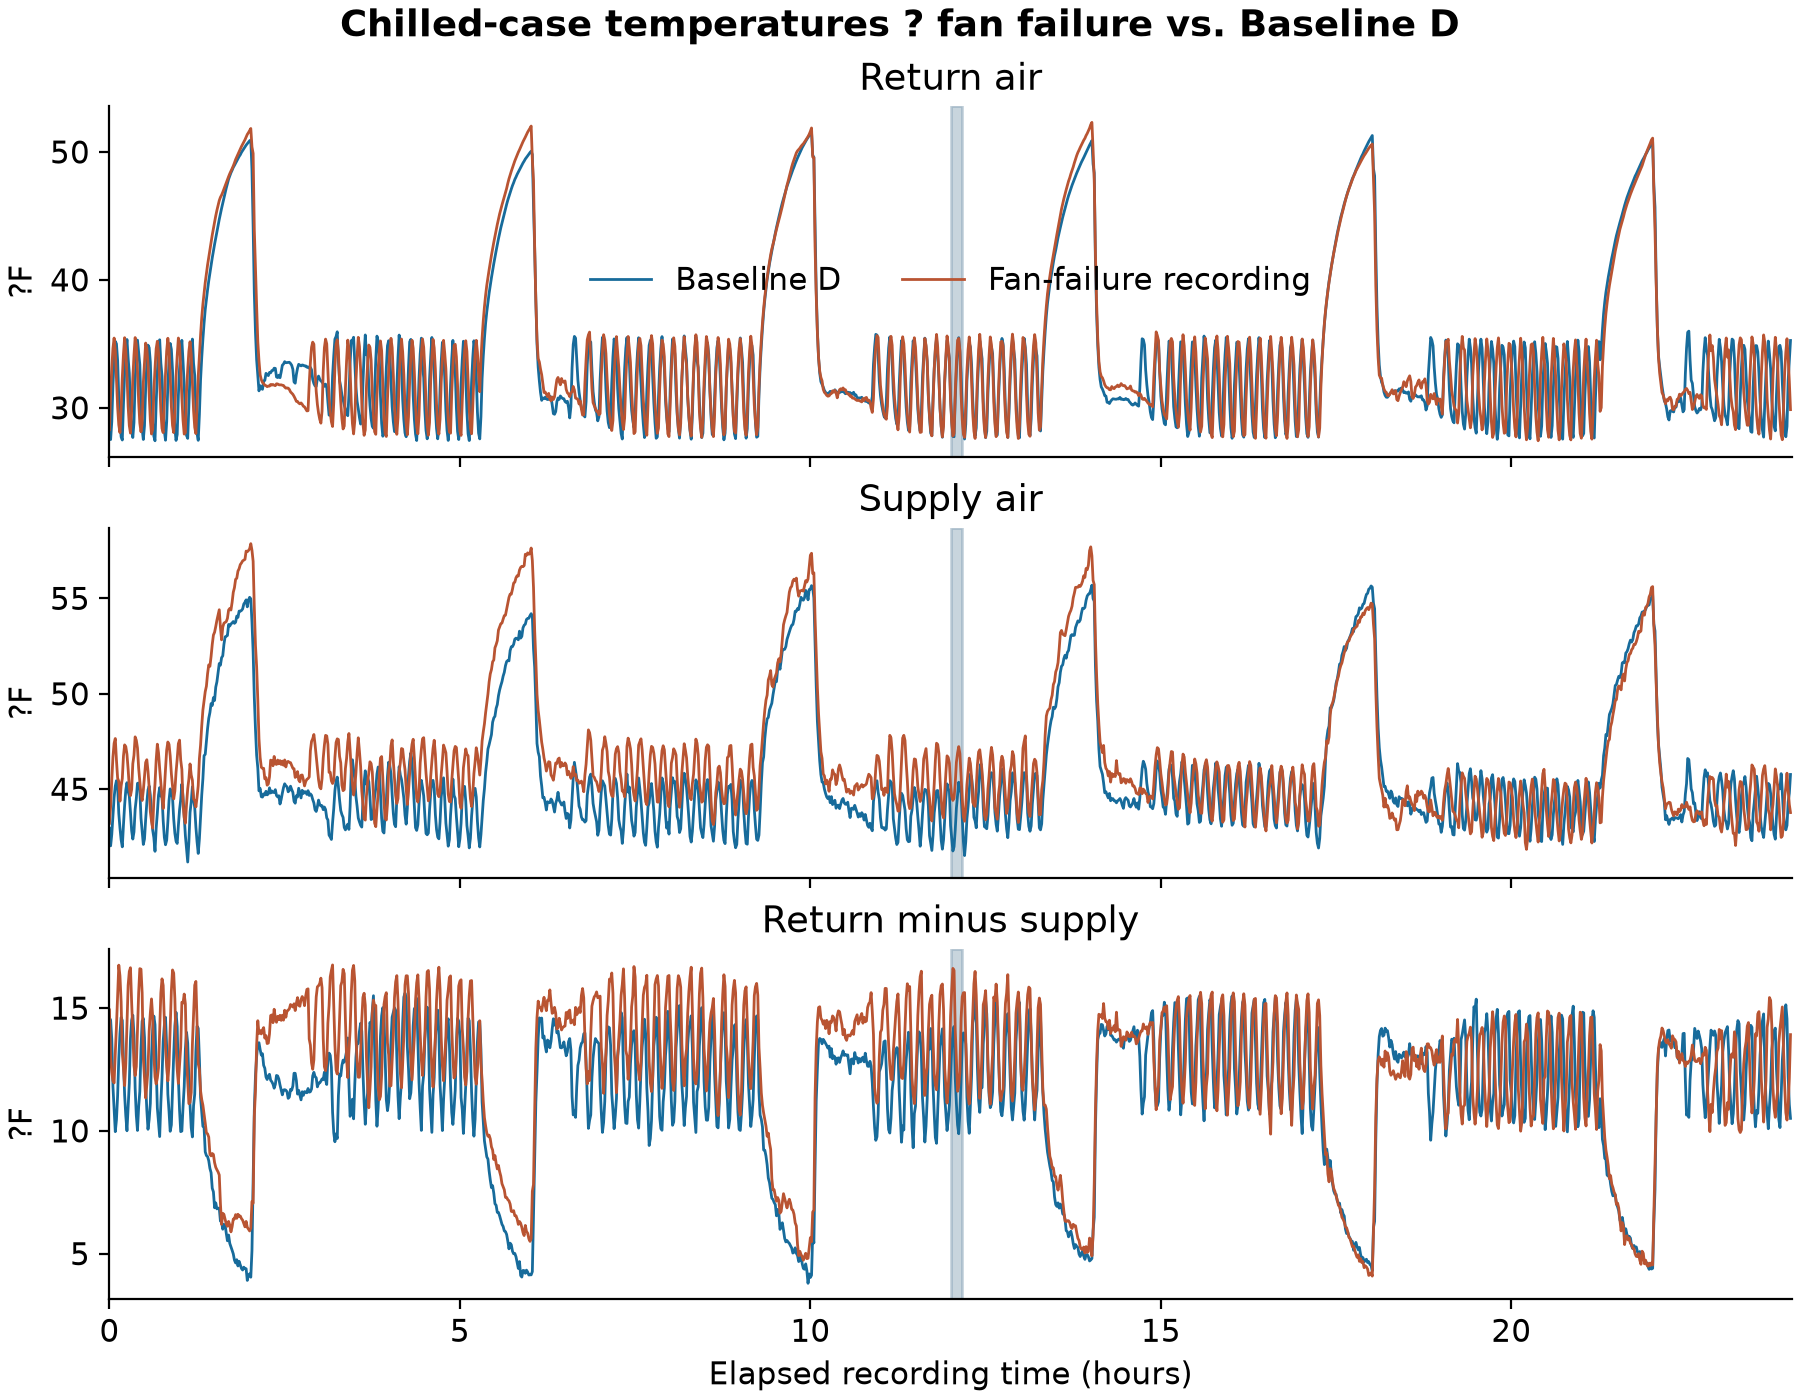 Chilled-case temperatures ? fan failure vs. Baseline D
Return air
50
40
30
?F
Baseline D
Fan-failure recording
Supply air
55
50
45
?F
Return minus supply
15
10
5
?F
0 5 10 15 20
Elapsed recording time (hours)